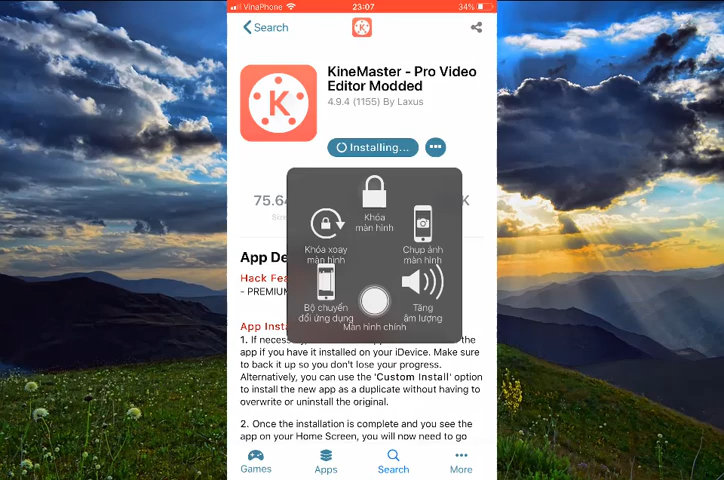 VinaPhone
23:07
34%
Search
K
KineMaster - Pro Video
Editor Modded
4.9.4 (1155) By Laxus
Installing...
75.64
K
Khóa
màn hình
Khóa xoay
màn hình
Chụp ảnh
màn hình
App De
Hack Fea
- PREMIUM
Bộ chuyển
đổi ứng dụng
Tăng
âm lượng
Màn hình chính
App Inst
1. If necess
the
app if you have it installed on your iDevice. Make sure
to back it up so you don't lose your progress.
Alternatively, you can use the 'Custom Install' option
to install the new app as a duplicate without having to
overwrite or uninstall the original.
2. Once the installation is complete and you see the
app on your Home Screen, you will now need to go
Games
Apps
Search
More